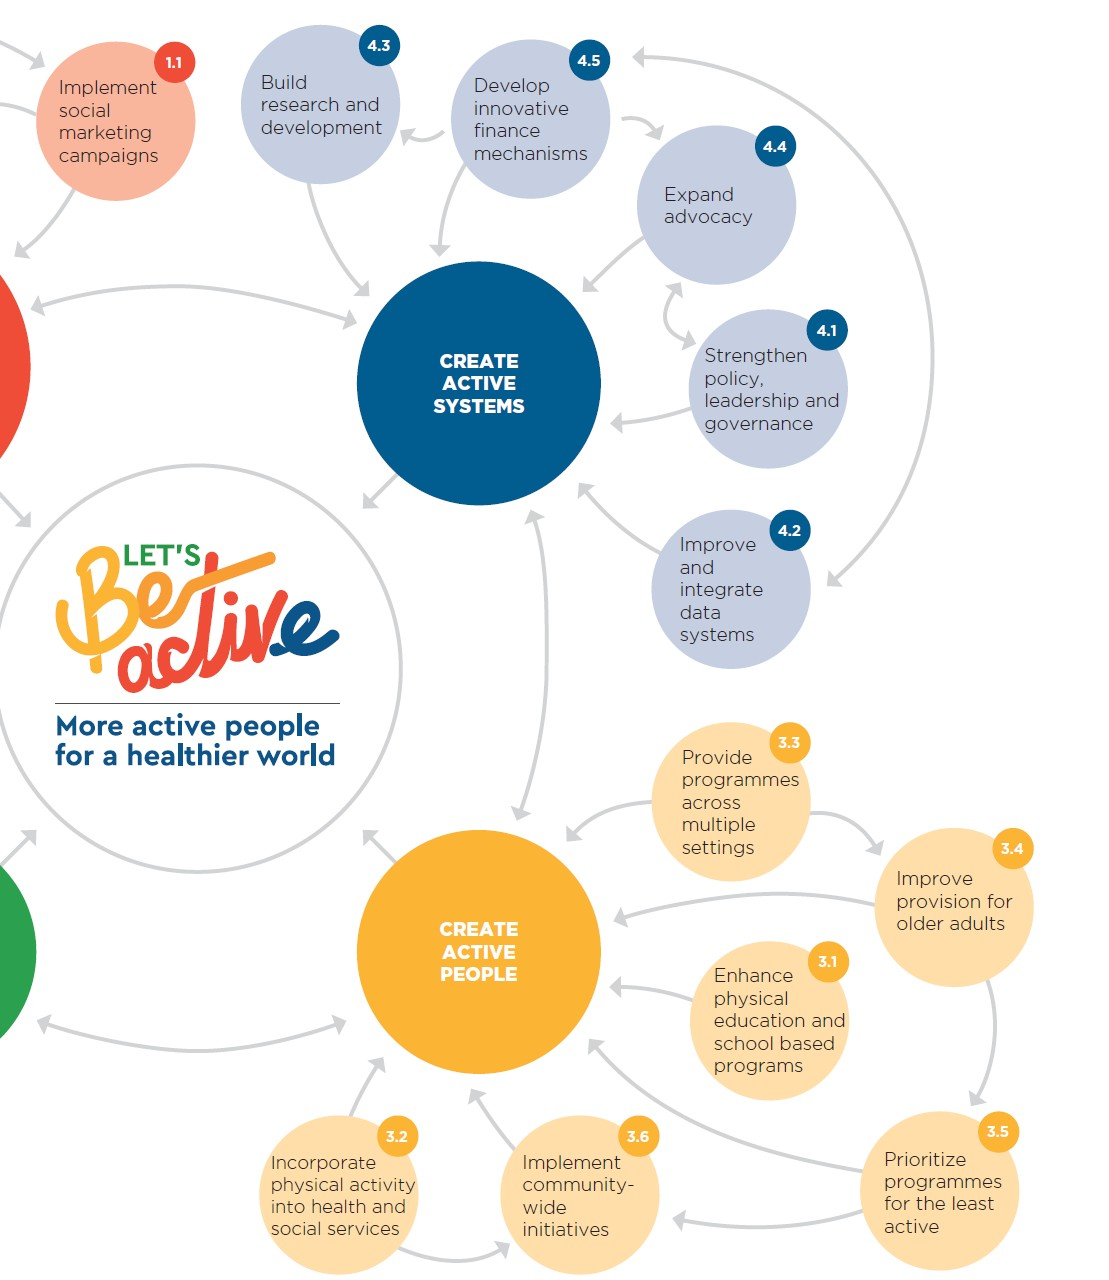 1.1
Implement
social
marketing
campaigns
4.3
Build
research and
development
4.5
Develop
innovative
finance
mechanisms
4.4
Expand
advocacy
CREATE
ACTIVE
SYSTEMS
4.1
Strengthen
policy,
leadership and
governance
4.2
Improve
and
integrate
data
systems
LET'S
Be active
More active people
for a healthier world
3.3
Provide
programmes
across
multiple
settings
3.4
Improve
provision for
older adults
CREATE
ACTIVE
PEOPLE
3.1
Enhance
physical
education and
school based
programs
3.2
Incorporate
physical activity
into health and
social services
3.6
Implement
community-
wide
initiatives
3.5
Prioritize
programmes
for the least
active